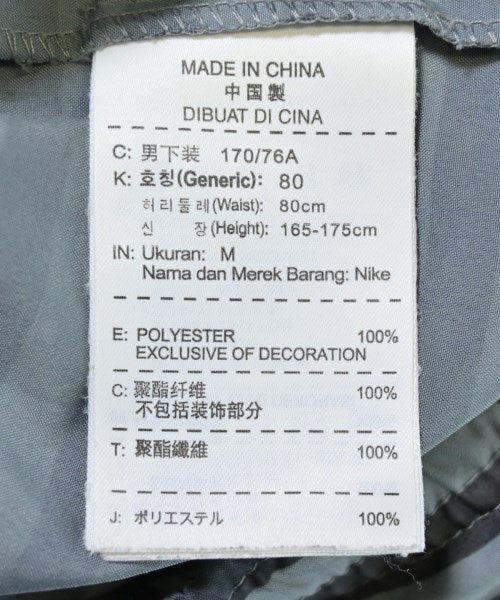 MADE IN CHINA
中国製
DIBUAT DI CINA
C: 男下装 170/76A
K: 호칭(Generic): 80
허리둘레(Waist): 80cm
신 장(Height): 165-175cm
IN: Ukuran: M
Nama dan Merek Barang: Nike
E: POLYESTER 100%
EXCLUSIVE OF DECORATION
C: 聚酯纤维 100%
不包括装饰部分
T: 聚酯纖維 100%
J: ポリエステル 100%